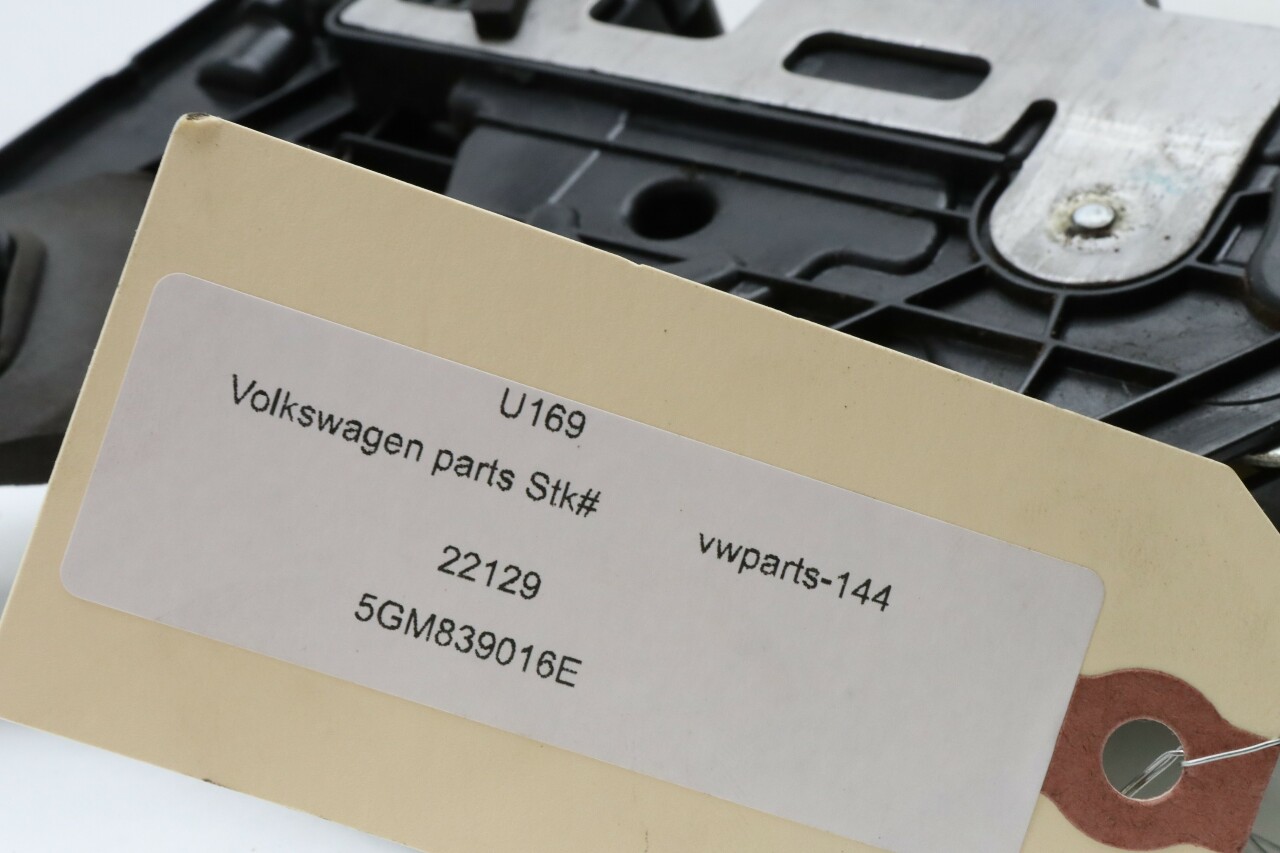 U169
Volkswagen parts Stk#
vwparts-144
22129
5GM839016E